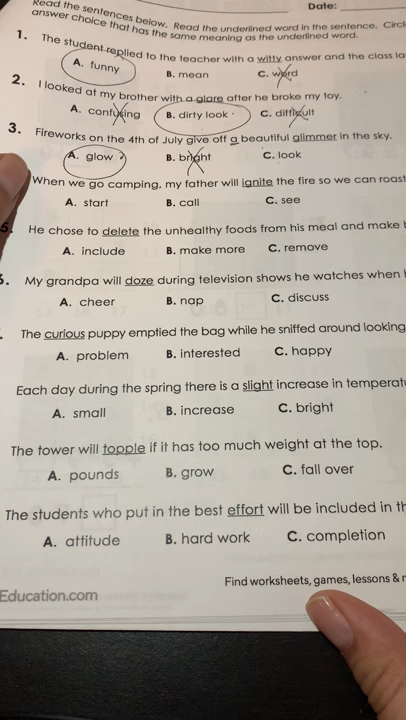 Date:
Read the sentences below. Read the underlined word in the sentence. Circl
answer choice that has the same meaning as the underlined word.
1. The student replied to the teacher with a witty answer and the class la
A. funny B. mean C. word
2. I looked at my brother with a glare after he broke my toy.
A. confusing B. dirty look C. difficult
3. Fireworks on the 4th of July give off a beautiful glimmer in the sky.
A. glow B. bright C. look
When we go camping, my father will ignite the fire so we can roast
A. start B. call C. see
5. He chose to delete the unhealthy foods from his meal and make
A. include B. make more C. remove
My grandpa will doze during television shows he watches when
A. cheer B. nap C. discuss
The curious puppy emptied the bag while he sniffed around looking
A. problem B. interested C. happy
Each day during the spring there is a slight increase in temperat
A. small B. increase C. bright
The tower will topple if it has too much weight at the top.
A. pounds B. grow C. fall over
The students who put in the best effort will be included in th
A. attitude B. hard work C. completion
Find worksheets, games, lessons &
Education.com